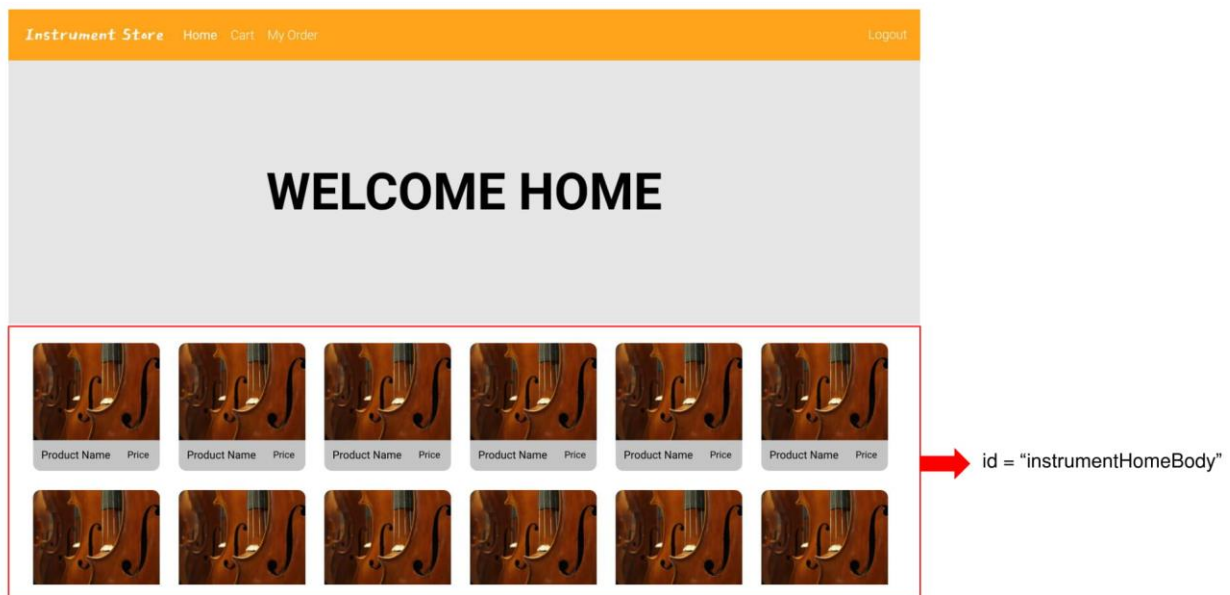 Instrument Store Home Cart My Order Logout
WELCOME HOME
Product Name Price Product Name Price Product Name Price Product Name Price Product Name Price Product Name Price
id = “instrumentHomeBody”